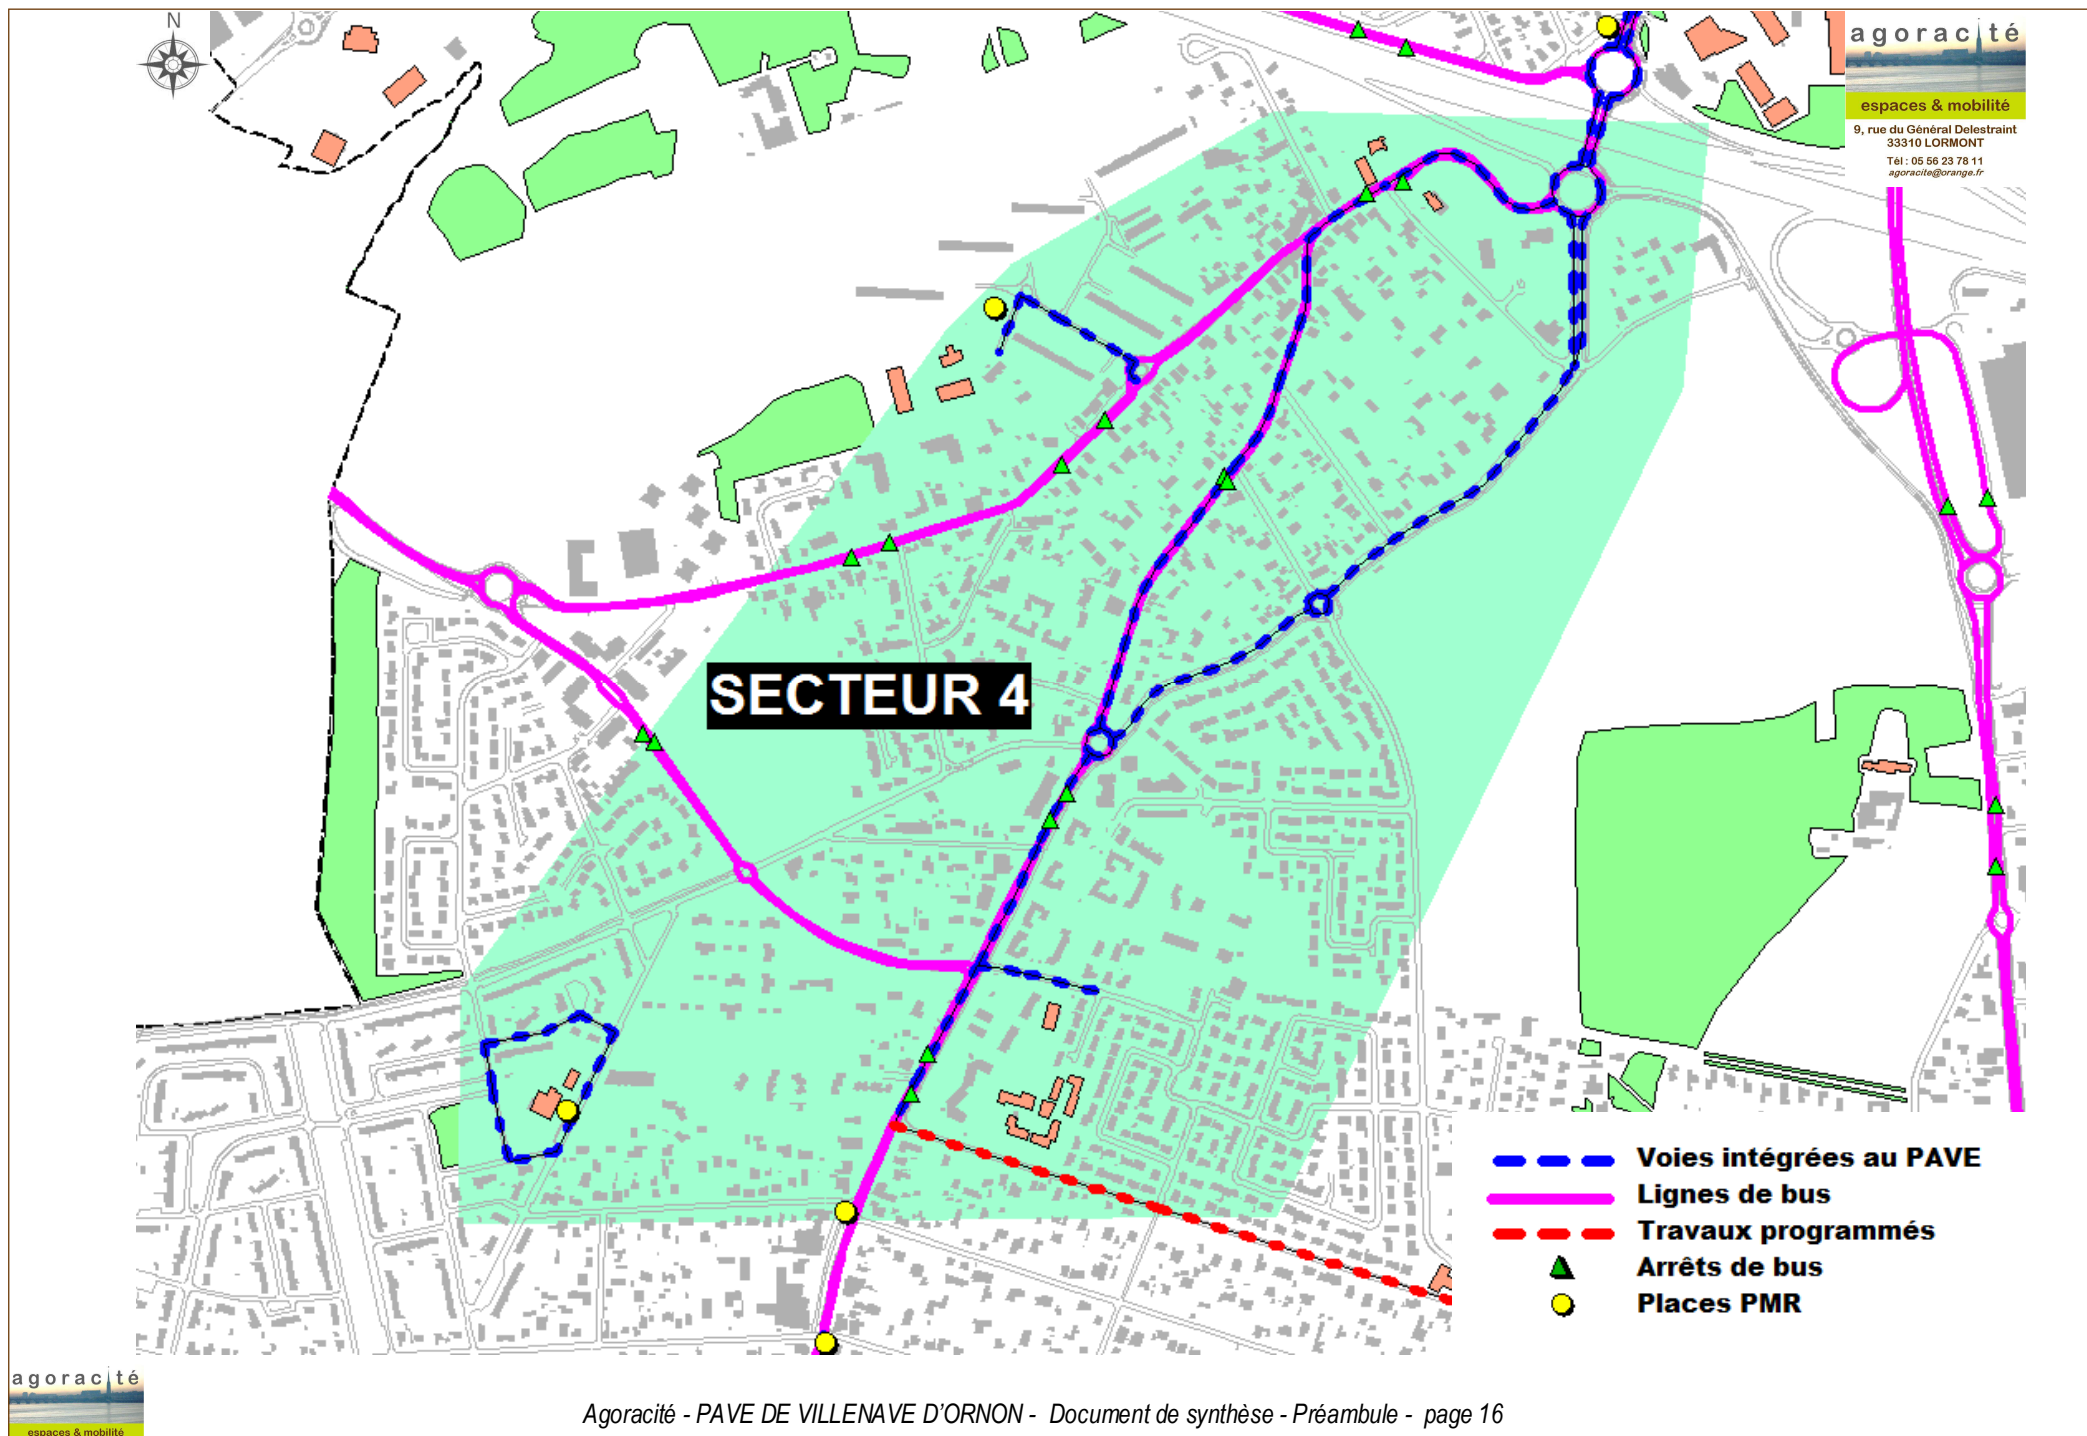 N
agoracité
espaces & mobilité
9, rue du Général Delestraint
33310 LORMONT
Tél : 05 56 23 78 11
agoracite@orange.fr
SECTEUR 4
Voies intégrées au PAVE
Lignes de bus
Travaux programmés
Arrêts de bus
Places PMR
agoracité
espaces & mobilité
Agoracité - PAVE DE VILLENAVE D'ORNON - Document de synthèse - Préambule - page 16